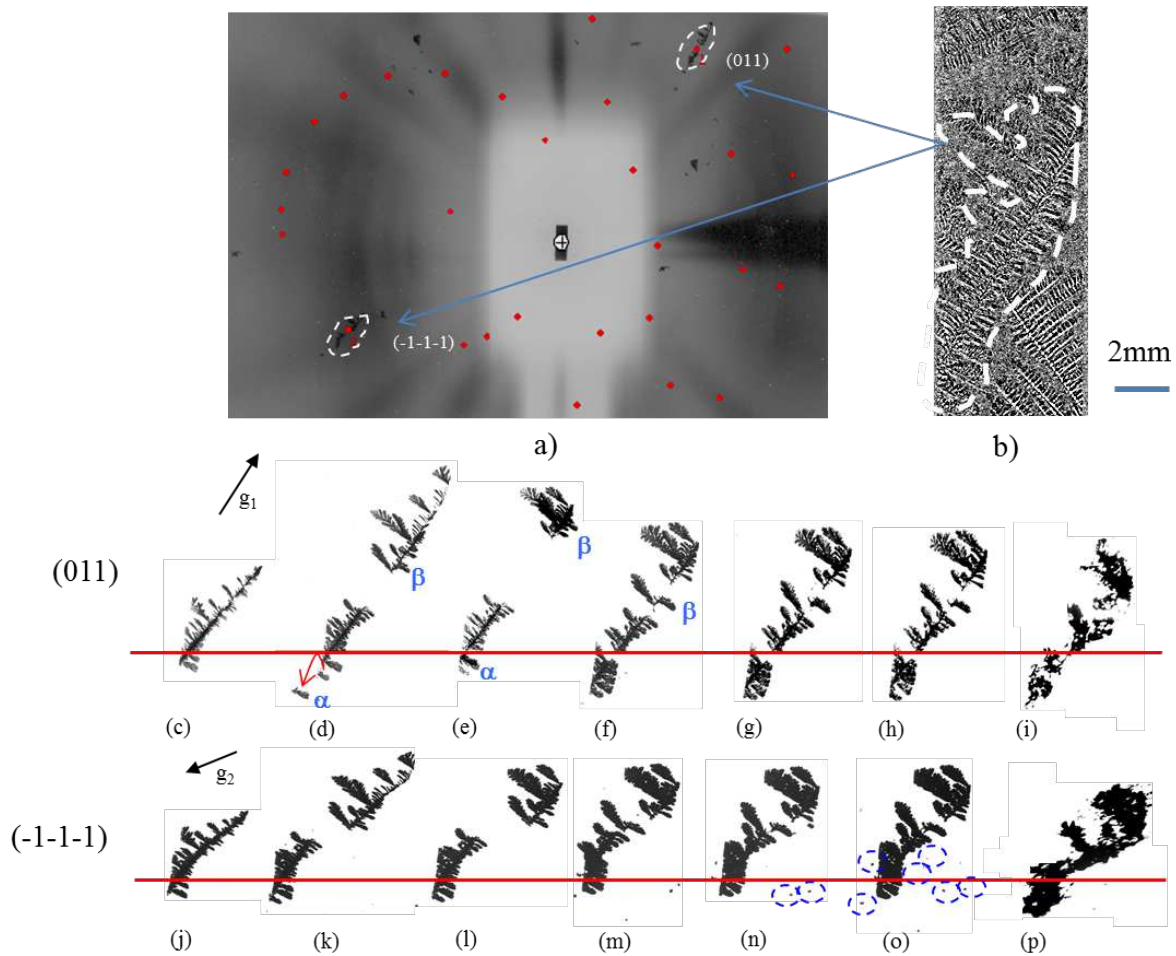 (011)
(-1-1-1)
2mm
a)
b)
g1
(011)
β
β
β
α
α
(c)
(d)
(e)
(f)
(g)
(h)
(i)
g2
(-1-1-1)
(j)
(k)
(l)
(m)
(n)
(o)
(p)